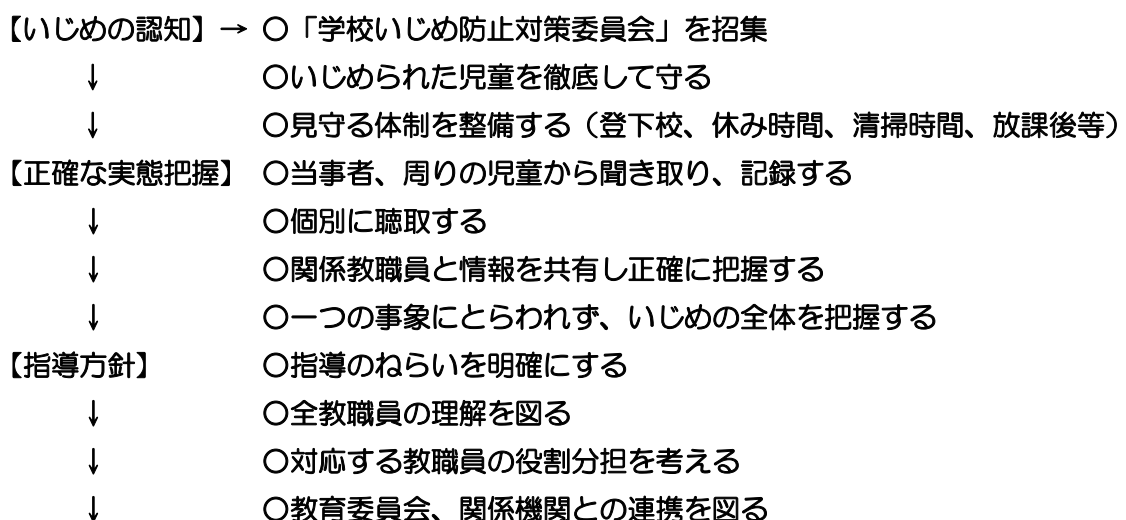 【いじめの認知】→ ○「学校いじめ防止対策委員会」を招集
↓ ○いじめられた児童を徹底して守る
↓ ○見守る体制を整備する（登下校、休み時間、清掃時間、放課後等）
【正確な実態把握】 ○当事者、周りの児童から聞き取り、記録する
↓ ○個別に聴取する
↓ ○関係教職員と情報を共有し正確に把握する
↓ ○一つの事象にとらわれず、いじめの全体を把握する
【指導方針】 ○指導のねらいを明確にする
↓ ○全教職員の理解を図る
↓ ○対応する教職員の役割分担を考える
↓ ○教育委員会、関係機関との連携を図る